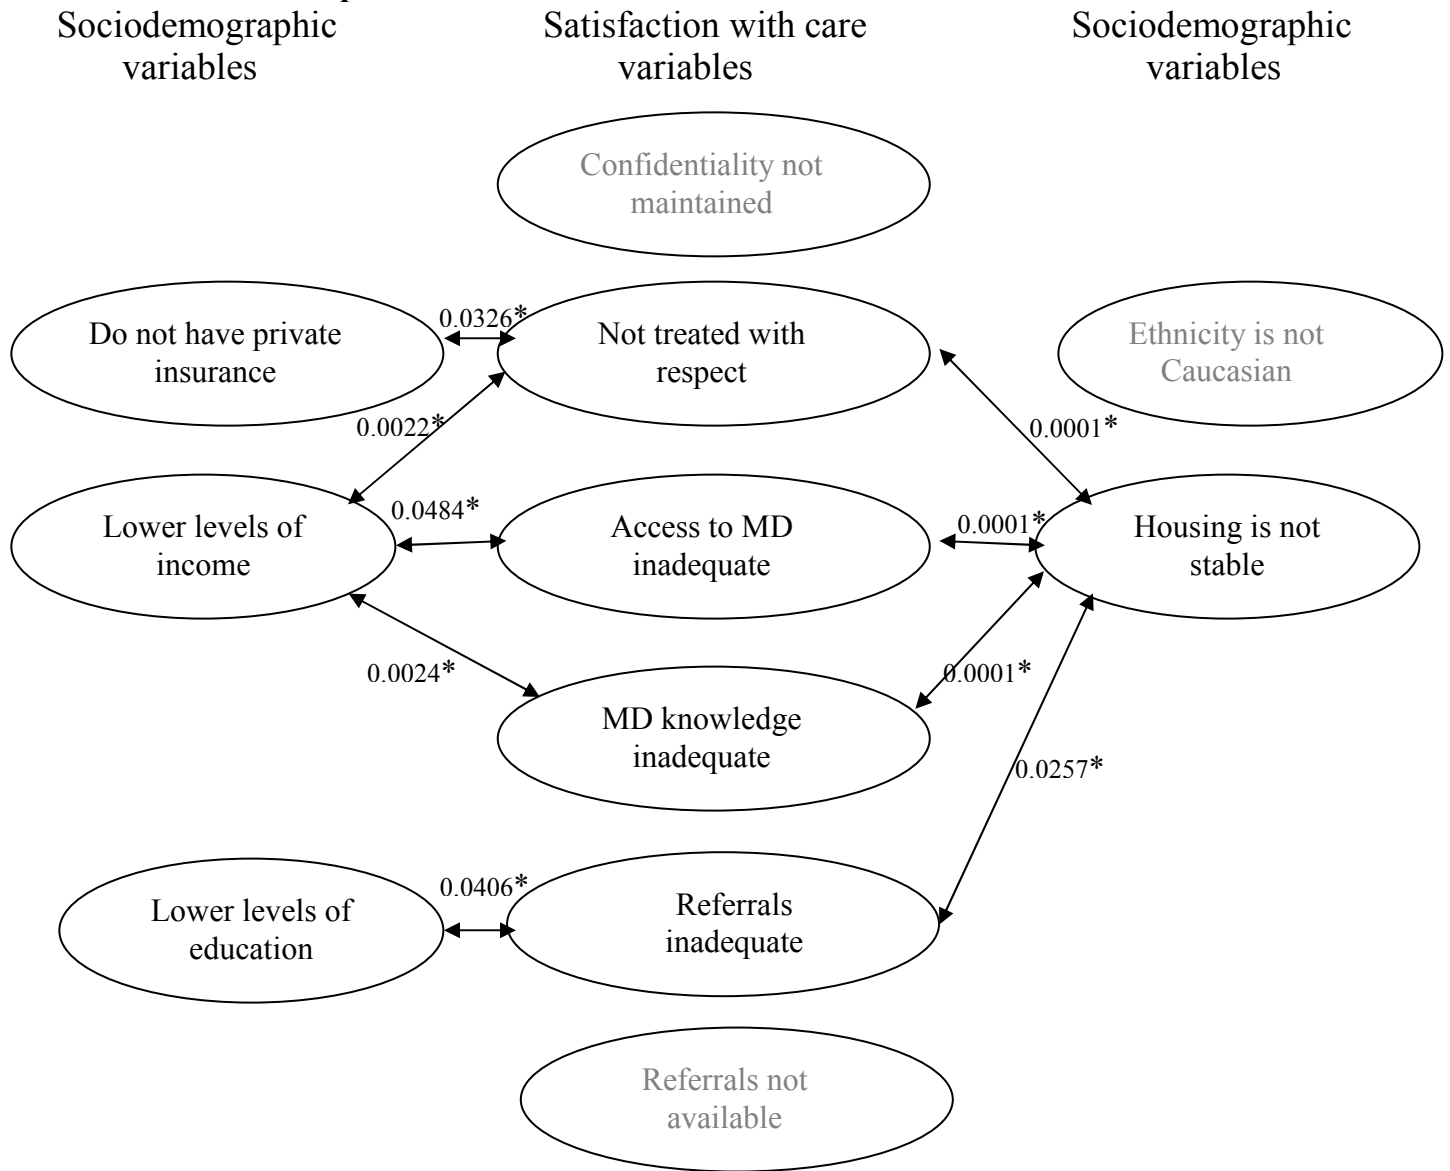 Sociodemographic
variables
Satisfaction with care
variables
Sociodemographic
variables
Confidentiality not
maintained
Do not have private
insurance
0.0326*
Not treated with
respect
Ethnicity is not
Caucasian
0.0022*
0.0001*
Lower levels of
income
0.0484*
Access to MD
inadequate
0.0001*
Housing is not
stable
0.0024*
MD knowledge
inadequate
0.0001*
0.0257*
Lower levels of
education
0.0406*
Referrals
inadequate
Referrals not
available